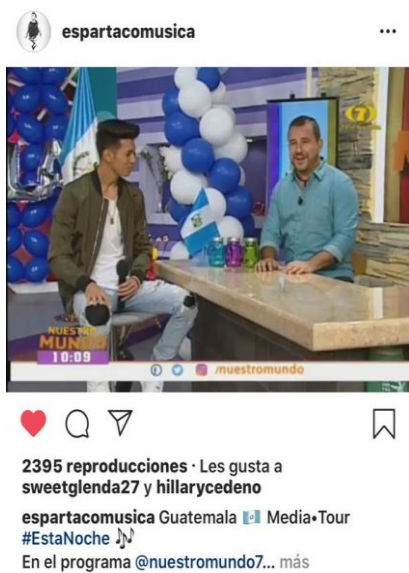 espartacomusica
7
NUESTRO
MUNDO
10:09
/nuestromundo
2395 reproducciones · Les gusta a
sweetglenda27 y hillarycedeno
espartacomusica Guatemala 🇬🇹 Media•Tour
#EstaNoche 🎶
En el programa @nuestromundo7... más